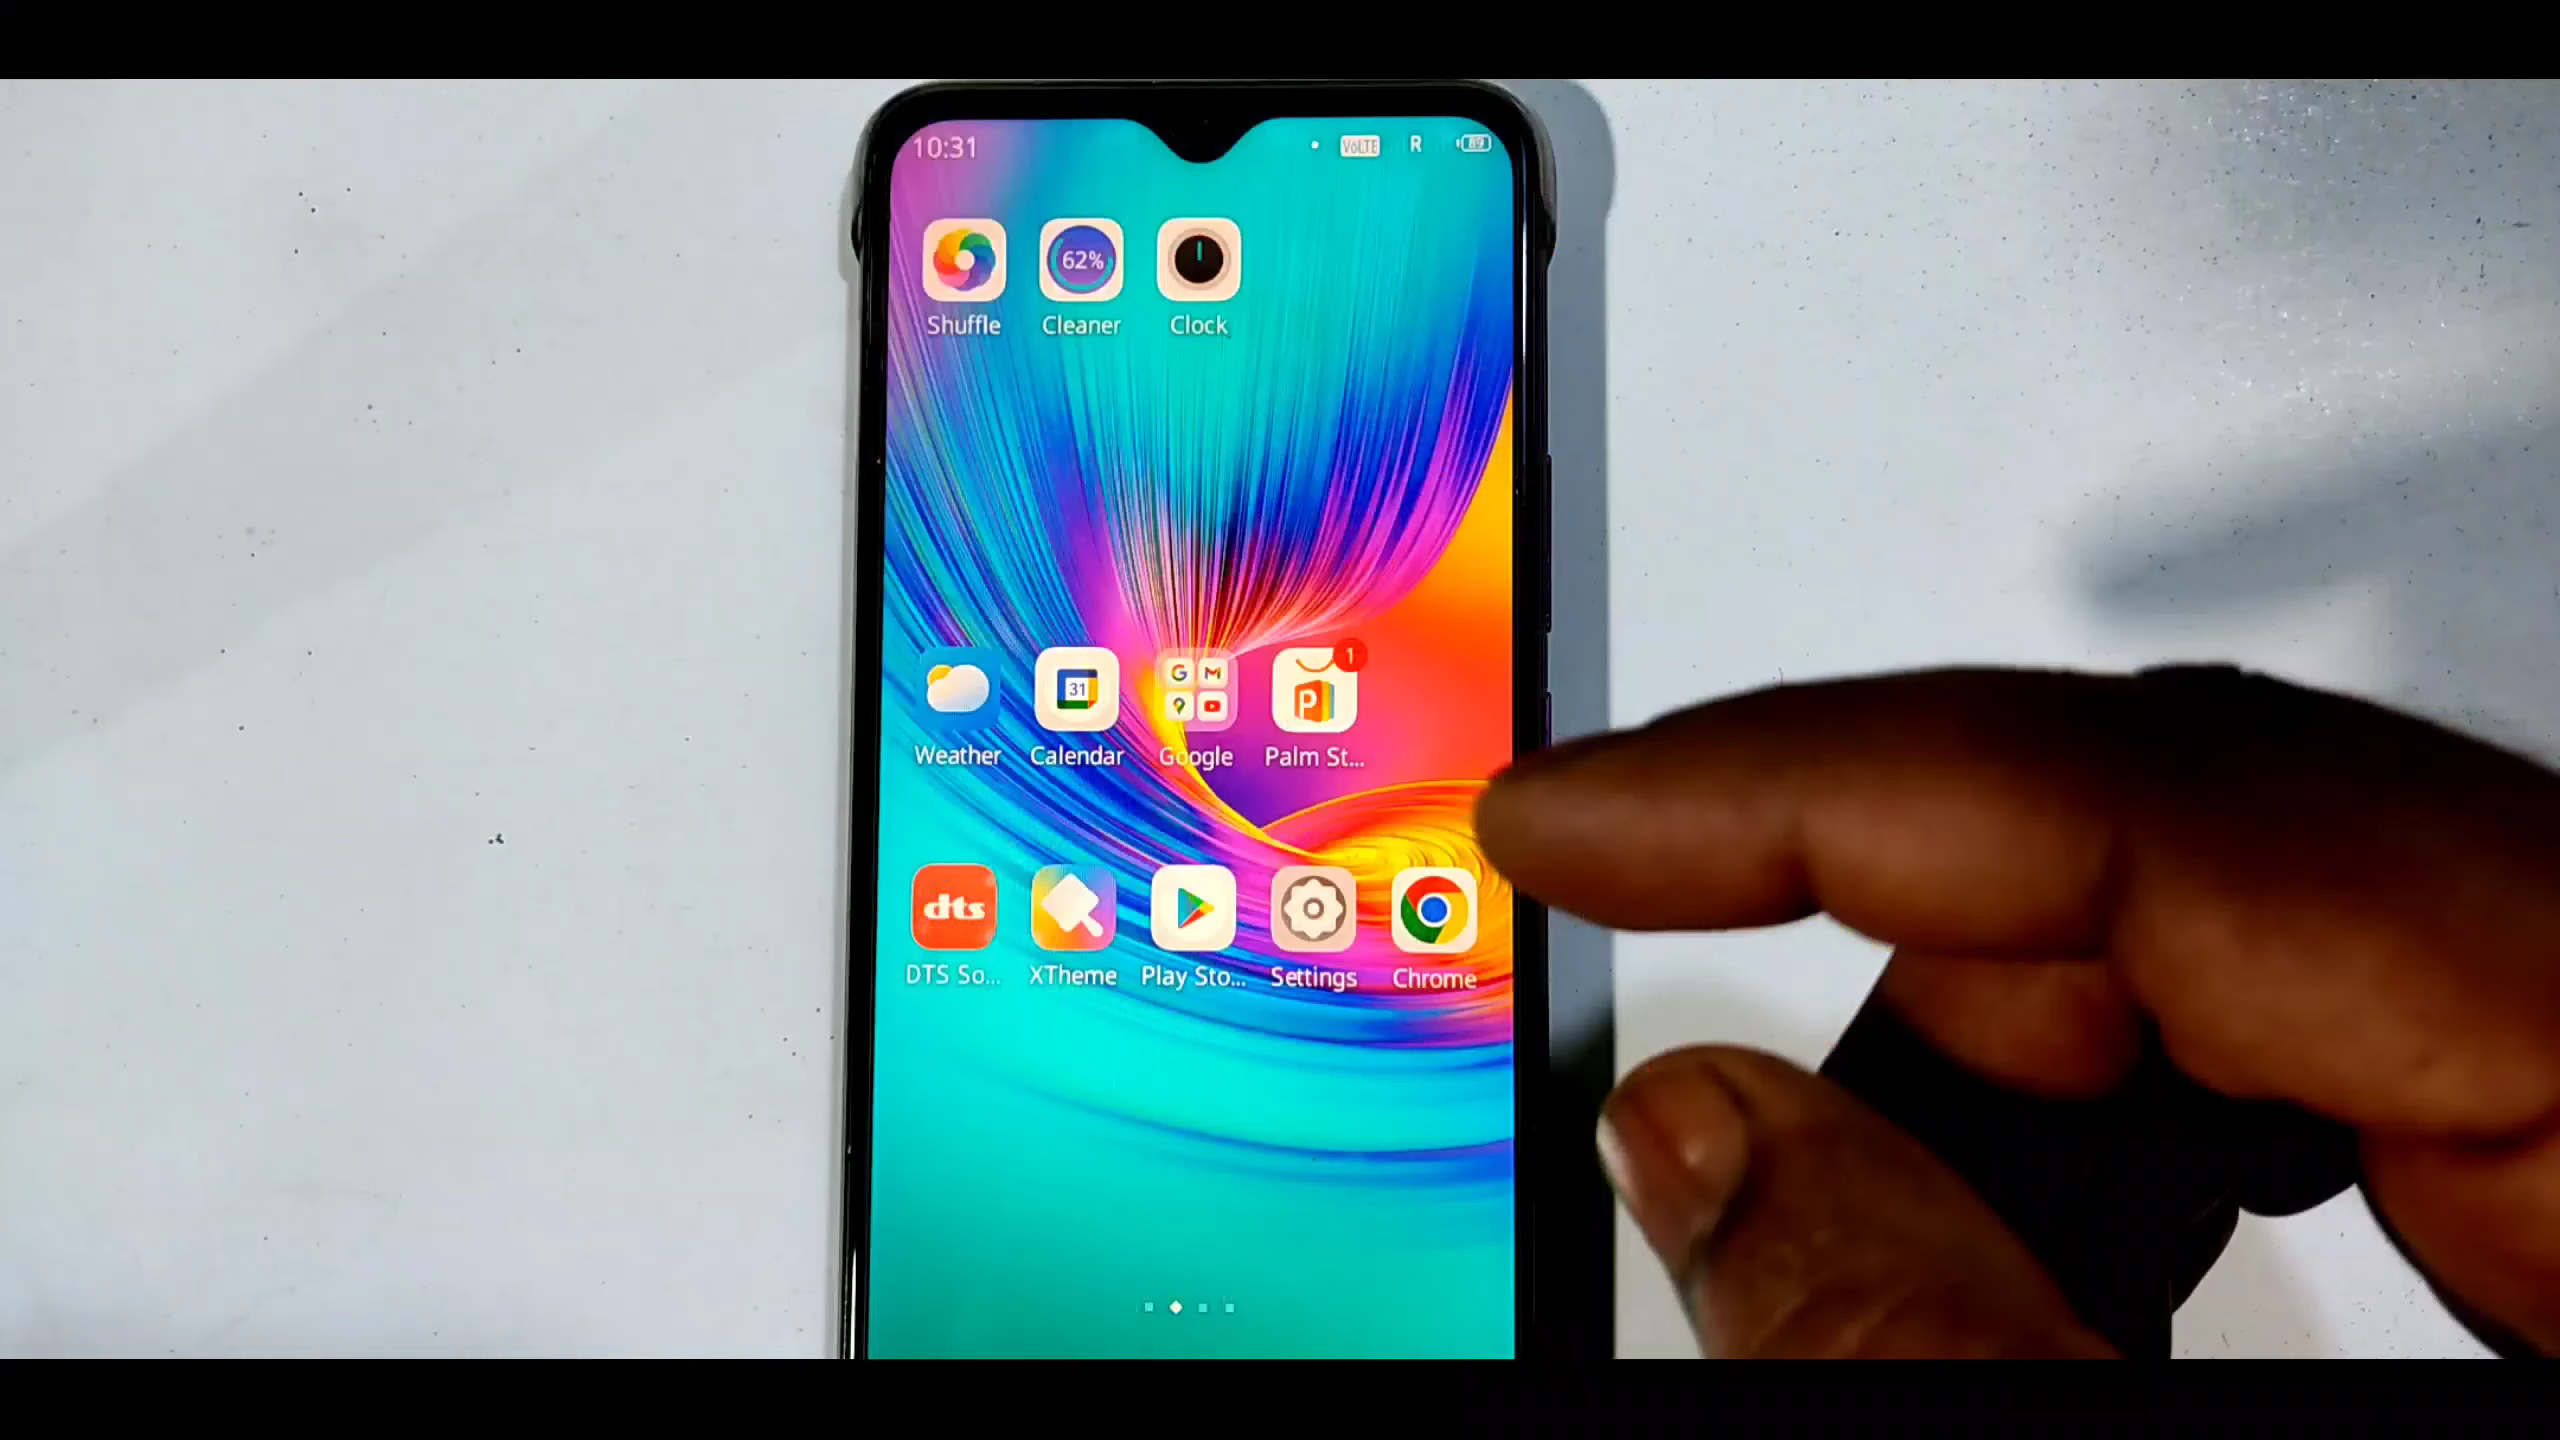 10:31 VoLTE R 89
62%
Shuffle Cleaner Clock
31 G M P 1
Weather Calendar Google Palm St...
dts
DTS So... XTheme Play Sto... Settings Chrome